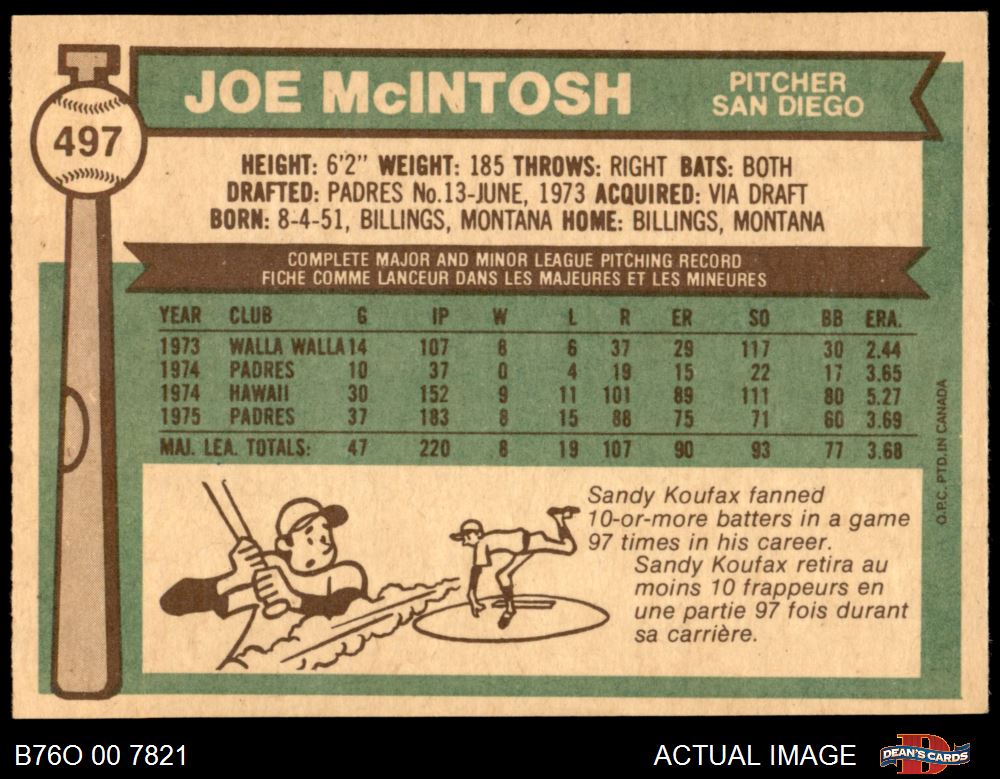 JOE McINTOSH
PITCHER
SAN DIEGO
497
HEIGHT: 6'2" WEIGHT: 185 THROWS: RIGHT BATS: BOTH
DRAFTED: PADRES No.13-JUNE, 1973 ACQUIRED: VIA DRAFT
BORN: 8-4-51, BILLINGS, MONTANA HOME: BILLINGS, MONTANA
COMPLETE MAJOR AND MINOR LEAGUE PITCHING RECORD
FICHE COMME LANCEUR DANS LES MAJEURES ET LES MINEURES
YEAR CLUB G IP W L R ER SO BB ERA.
1973 WALLA WALLA 14 107 6 6 37 29 117 30 2.44
1974 PADRES 10 37 0 4 19 15 22 17 3.65
1974 HAWAII 30 152 9 11 101 89 111 80 5.27
1975 PADRES 37 183 8 15 88 75 71 60 3.69
MAJ. LEA. TOTALS: 47 220 8 19 107 90 93 77 3.68
O.P.C. PTD.IN CANADA
Sandy Koufax fanned
10-or-more batters in a game
97 times in his career.
Sandy Koufax retira au
moins 10 frappeurs en
une partie 97 fois durant
sa carrière.
B76O 00 7821
ACTUAL IMAGE
DEAN'S CARDS